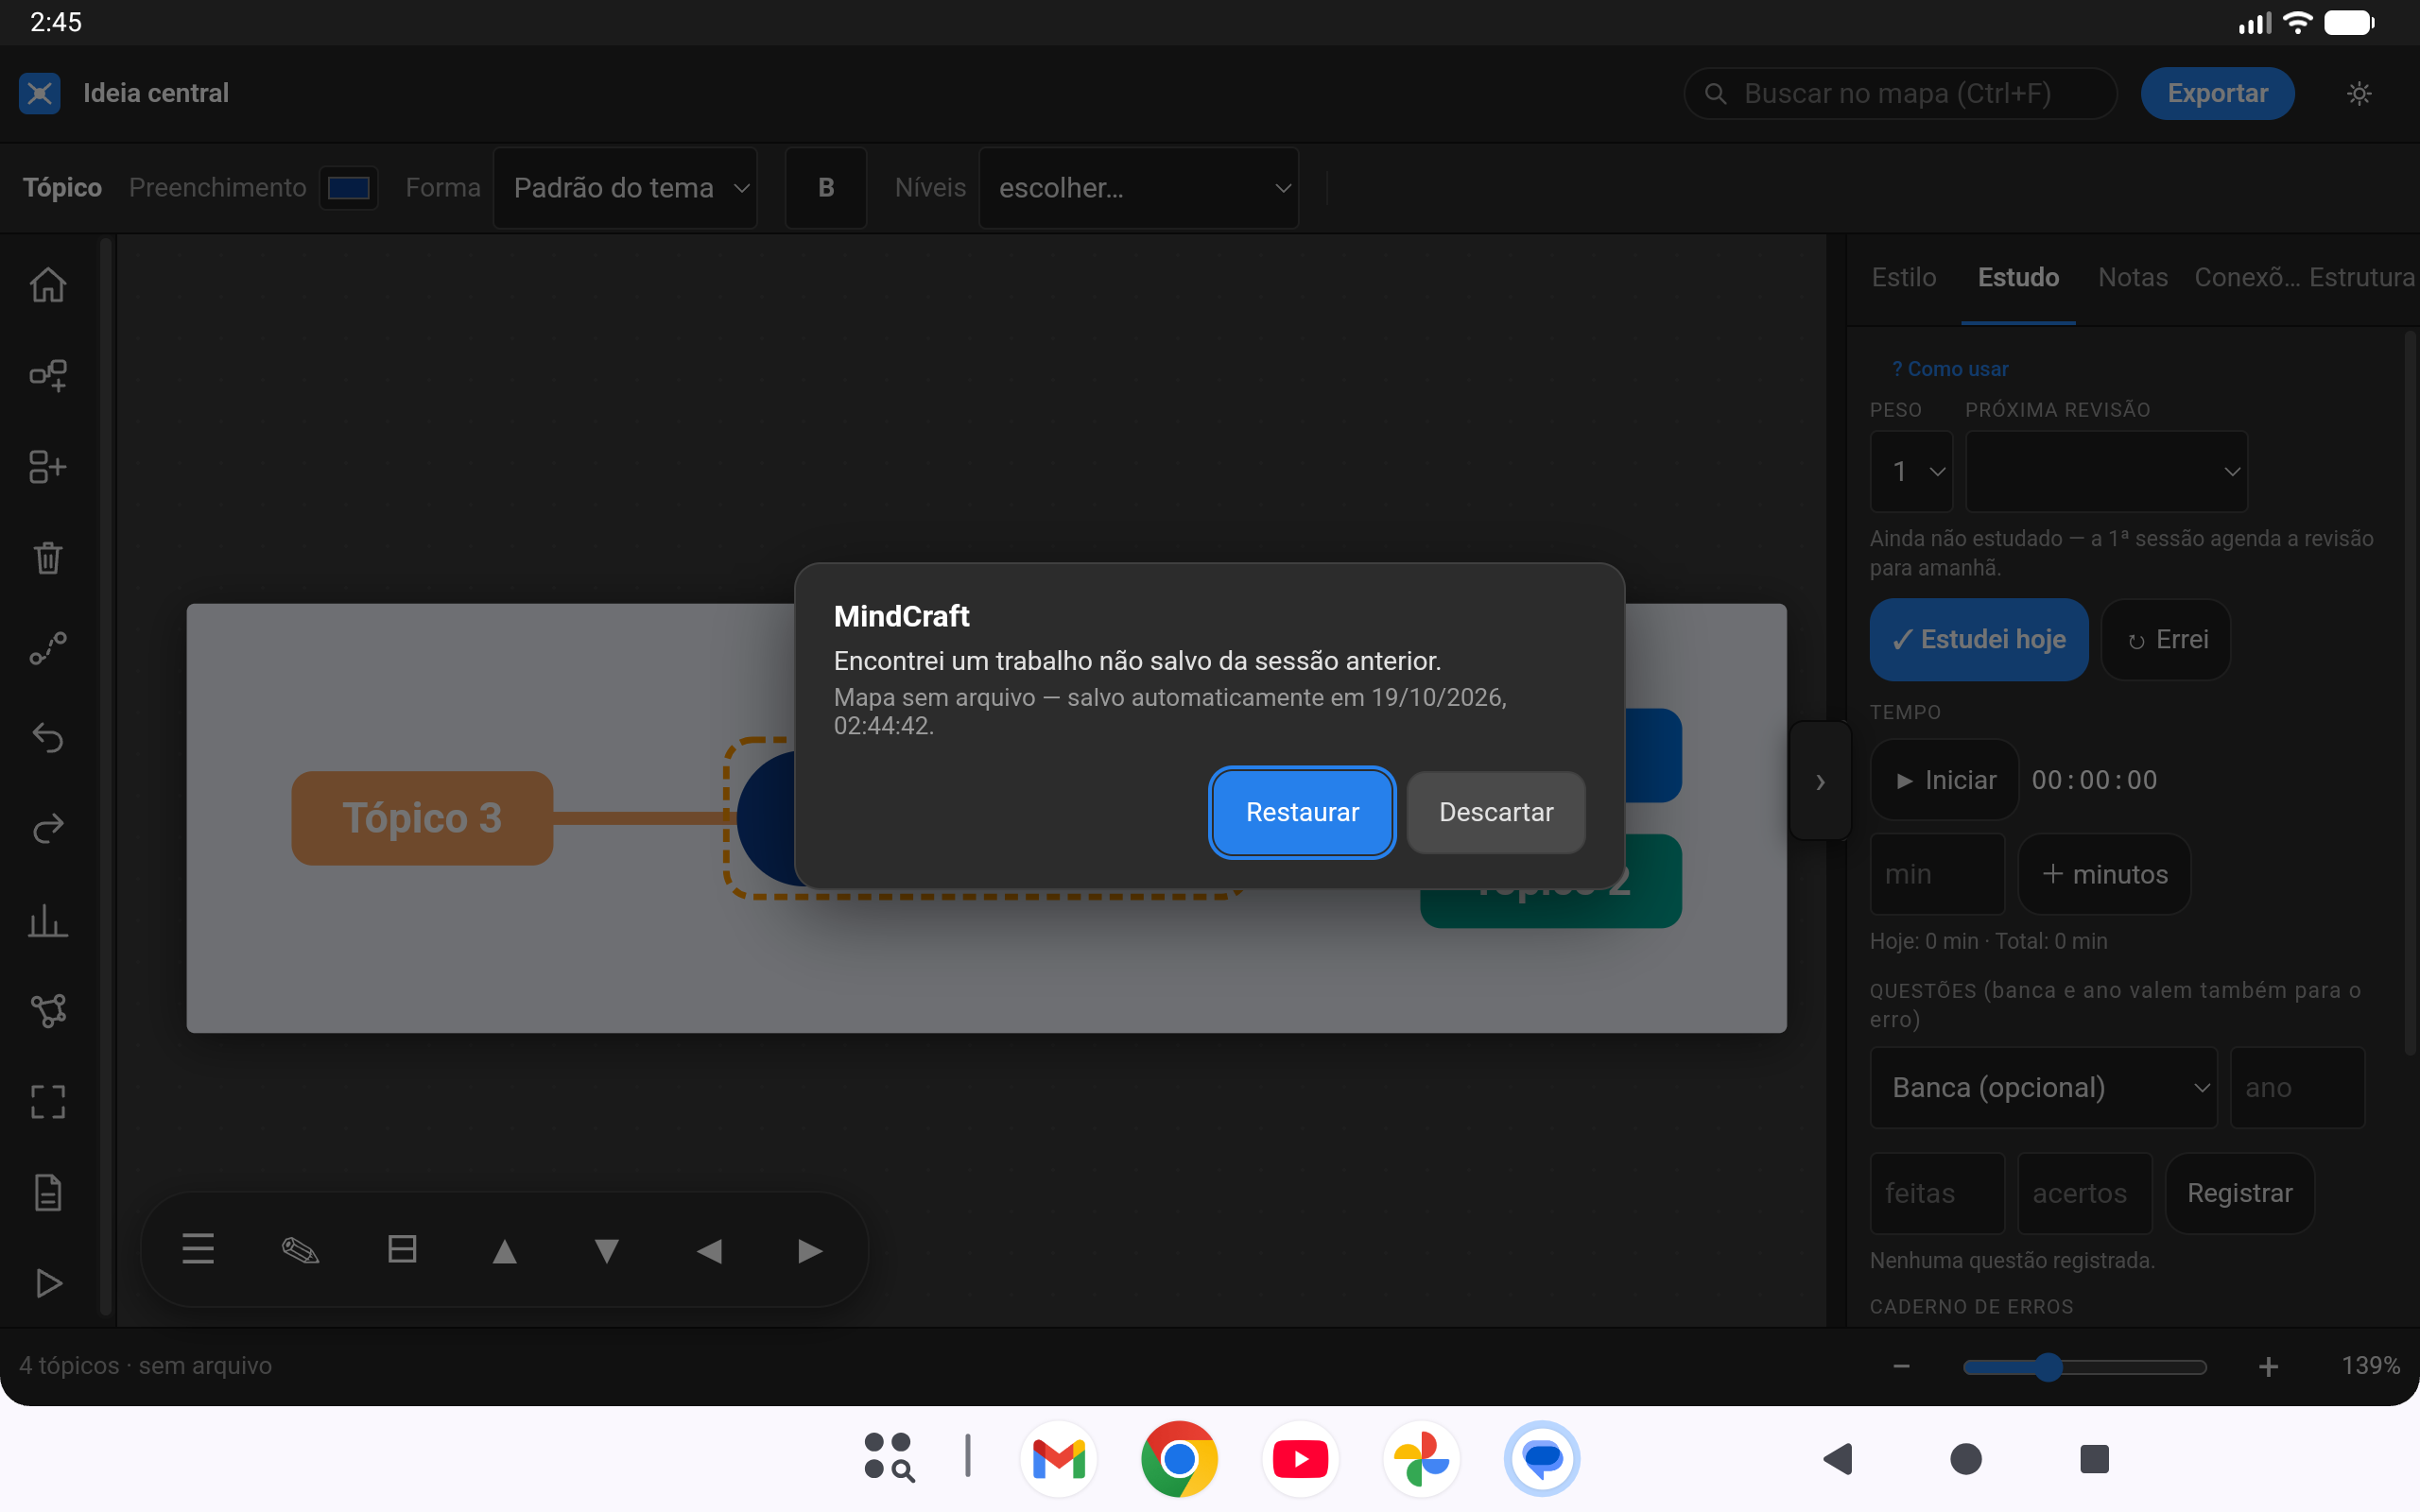 2:45
Ideia central
Buscar no mapa (Ctrl+F)
Exportar
Tópico
Preenchimento
Forma
Padrão do tema
B
Níveis
escolher…
Estilo
Estudo
Notas
Conexõ…
Estrutura
? Como usar
PESO
PRÓXIMA REVISÃO
1
Ainda não estudado — a 1ª sessão agenda a revisão
para amanhã.
✓ Estudei hoje
↻ Errei
TEMPO
► Iniciar
00:00:00
min
+ minutos
Hoje: 0 min · Total: 0 min
QUESTÕES (banca e ano valem também para o
erro)
Banca (opcional)
ano
feitas
acertos
Registrar
Nenhuma questão registrada.
CADERNO DE ERROS
MindCraft
Encontrei um trabalho não salvo da sessão anterior.
Mapa sem arquivo — salvo automaticamente em 19/10/2026,
02:44:42.
Restaurar
Descartar
Tópico 3
Tópico 2
4 tópicos · sem arquivo
139%